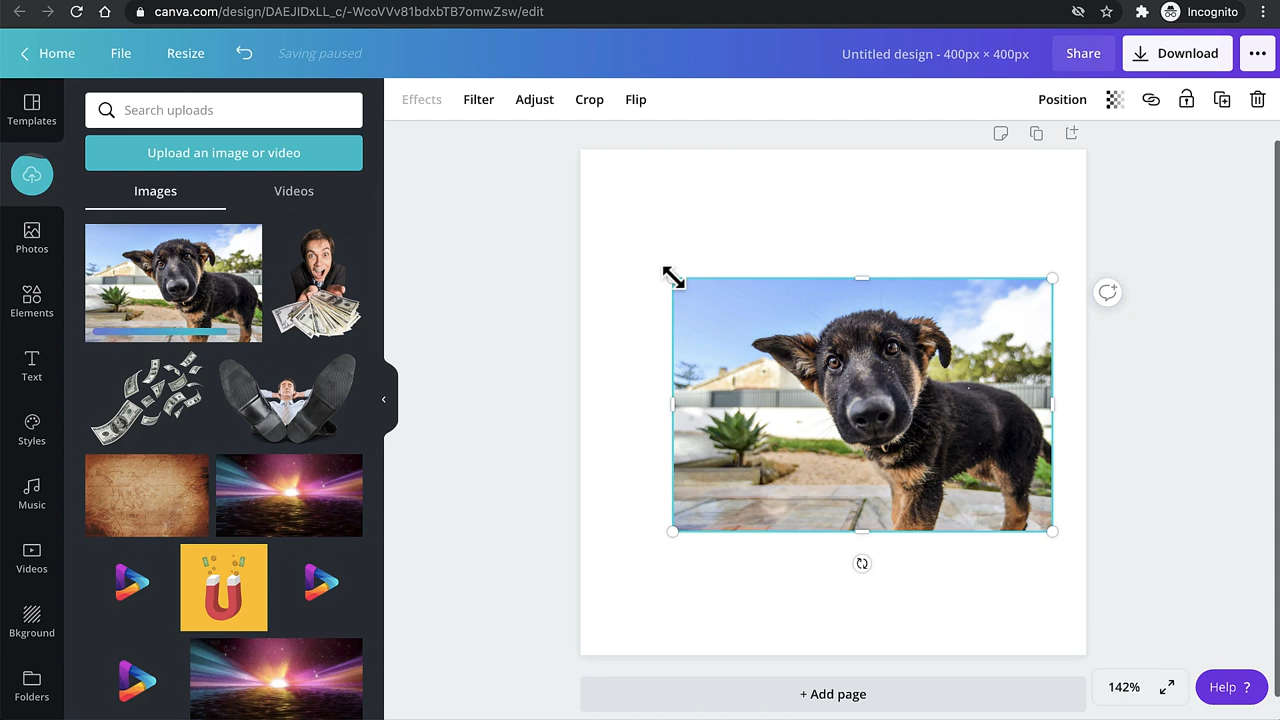 canva.com/design/DAEJIDxLL_c/-WcoVVv81bdxbTB7omwZsw/edit
Incognito
Home
File
Resize
Saving paused
Untitled design - 400px × 400px
Share
Download
Effects
Filter
Adjust
Crop
Flip
Position
Templates
Photos
Elements
Text
Styles
Music
Videos
Bkground
Folders
Search uploads
Upload an image or video
Images
Videos
+ Add page
142%
Help ?